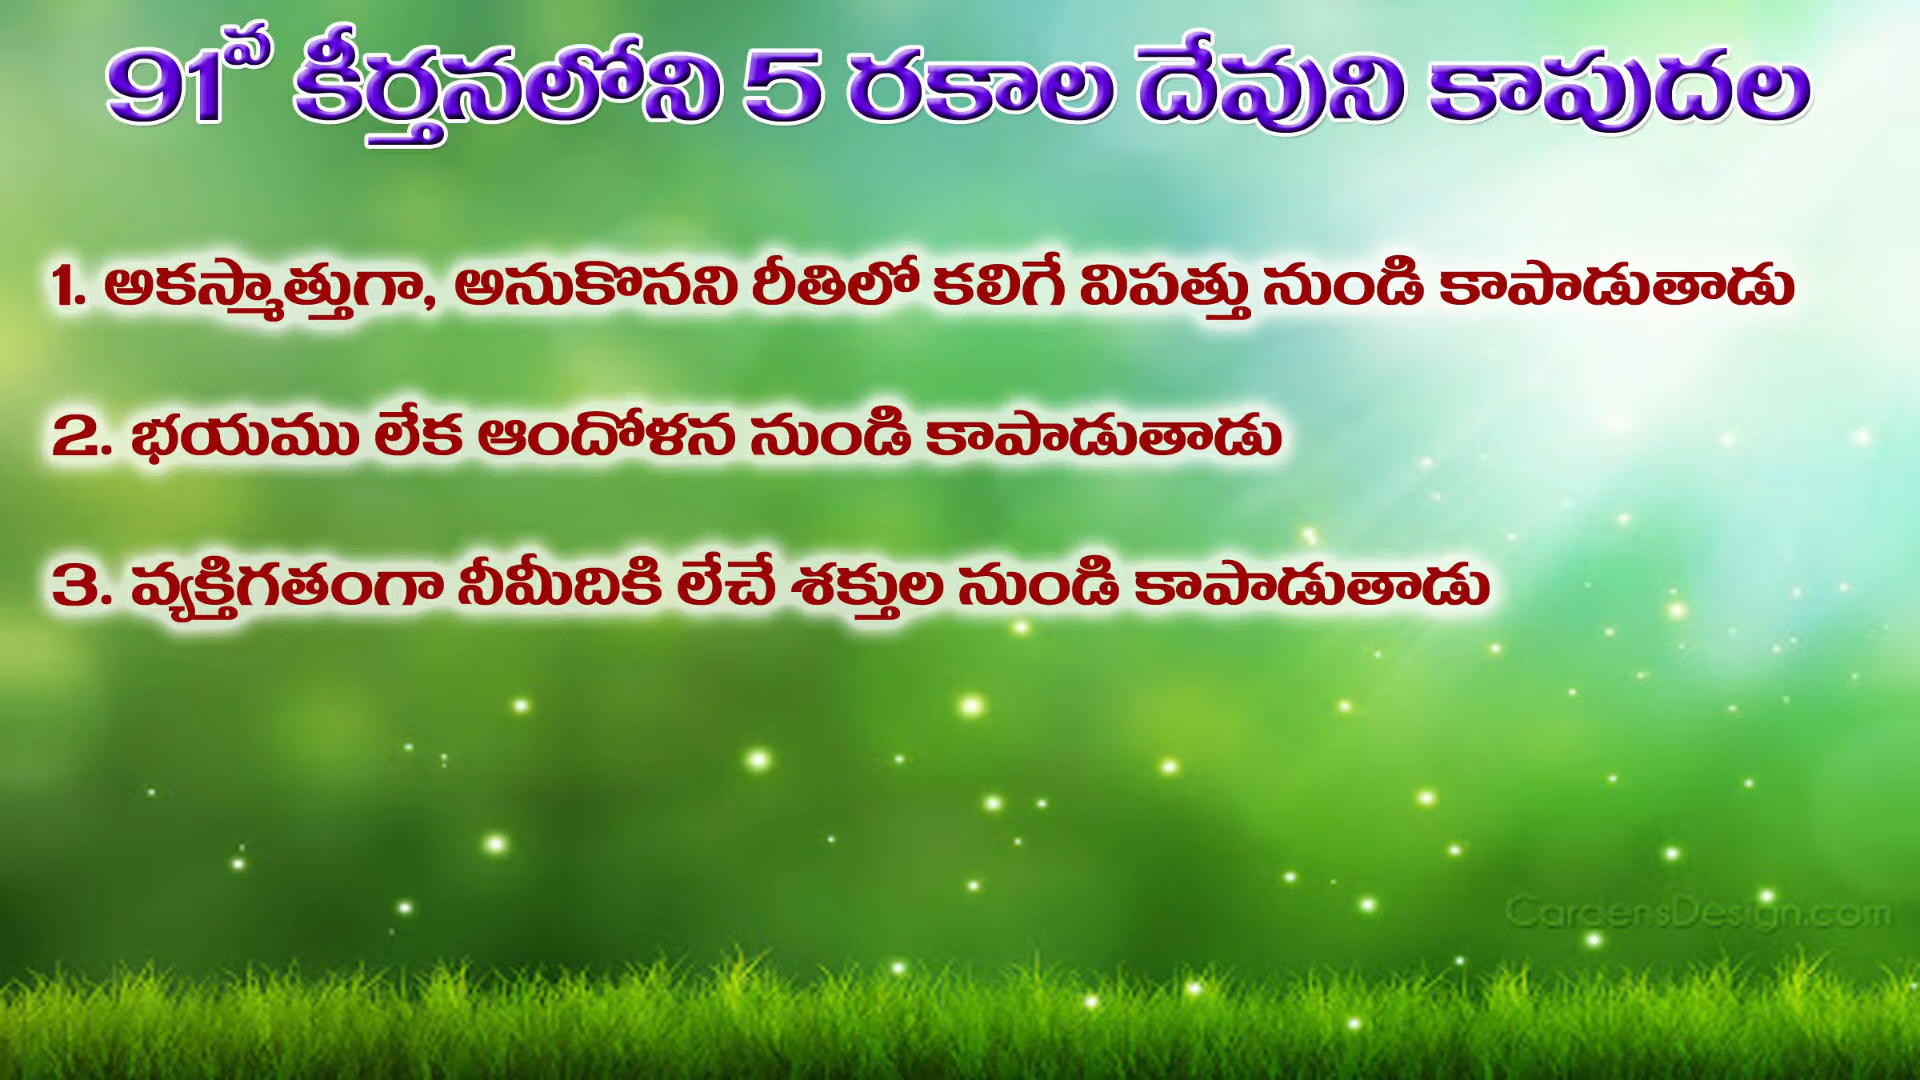 91వ కీర్తనలోని 5 రకాల దేవుని కాపుదల
1. అకస్మాత్తుగా, అనుకొనని రీతిలో కలిగే విపత్తు నుండి కాపాడుతాడు
2. భయము లేక ఆందోళన నుండి కాపాడుతాడు
3. వ్యక్తిగతంగా నీమీదికి లేచే శక్తుల నుండి కాపాడుతాడు
CardensDesign.com